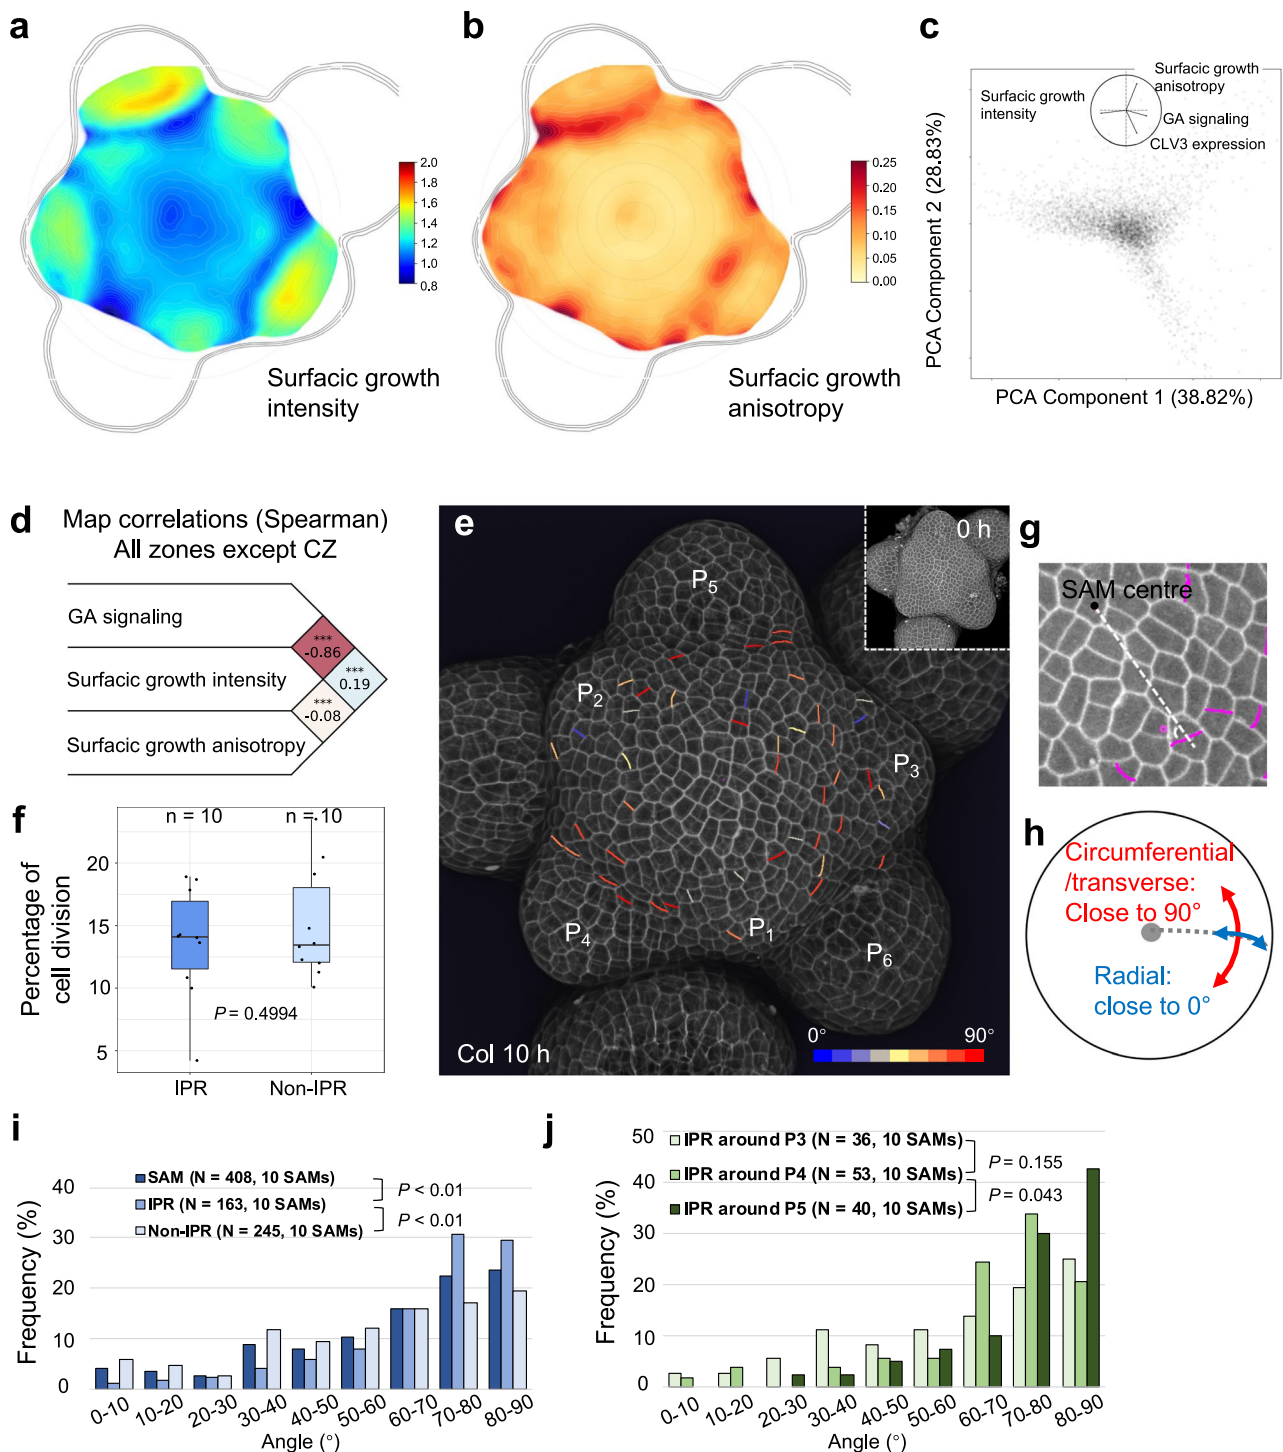 a
2.0
1.8
1.6
1.4
1.2
1.0
0.8
Surfacic growth
intensity
b
0.25
0.20
0.15
0.10
0.05
0.00
Surfacic growth
anisotropy
c
Surfacic growth
anisotropy
Surfacic growth
intensity
GA signaling
CLV3 expression
PCA Component 2 (28.83%)
PCA Component 1 (38.82%)
d
Map correlations (Spearman)
All zones except CZ
GA signaling
Surfacic growth intensity
Surfacic growth anisotropy
***
-0.86
***
0.19
***
-0.08
e
0 h
P5
P2
P3
P4
P1
P6
Col 10 h
0°
90°
f
n = 10
n = 10
Percentage of
cell division
20
15
10
5
P = 0.4994
IPR
Non-IPR
g
SAM centre
h
Circumferential
/transverse:
Close to 90°
Radial:
close to 0°
i
SAM (N = 408, 10 SAMs)
IPR (N = 163, 10 SAMs)
Non-IPR (N = 245, 10 SAMs)
P < 0.01
P < 0.01
Frequency (%)
40
30
20
10
0
0-10
10-20
20-30
30-40
40-50
50-60
60-70
70-80
80-90
Angle (°)
j
IPR around P3 (N = 36, 10 SAMs)
IPR around P4 (N = 53, 10 SAMs)
IPR around P5 (N = 40, 10 SAMs)
P = 0.155
P = 0.043
Frequency (%)
50
40
30
20
10
0
0-10
10-20
20-30
30-40
40-50
50-60
60-70
70-80
80-90
Angle (°)